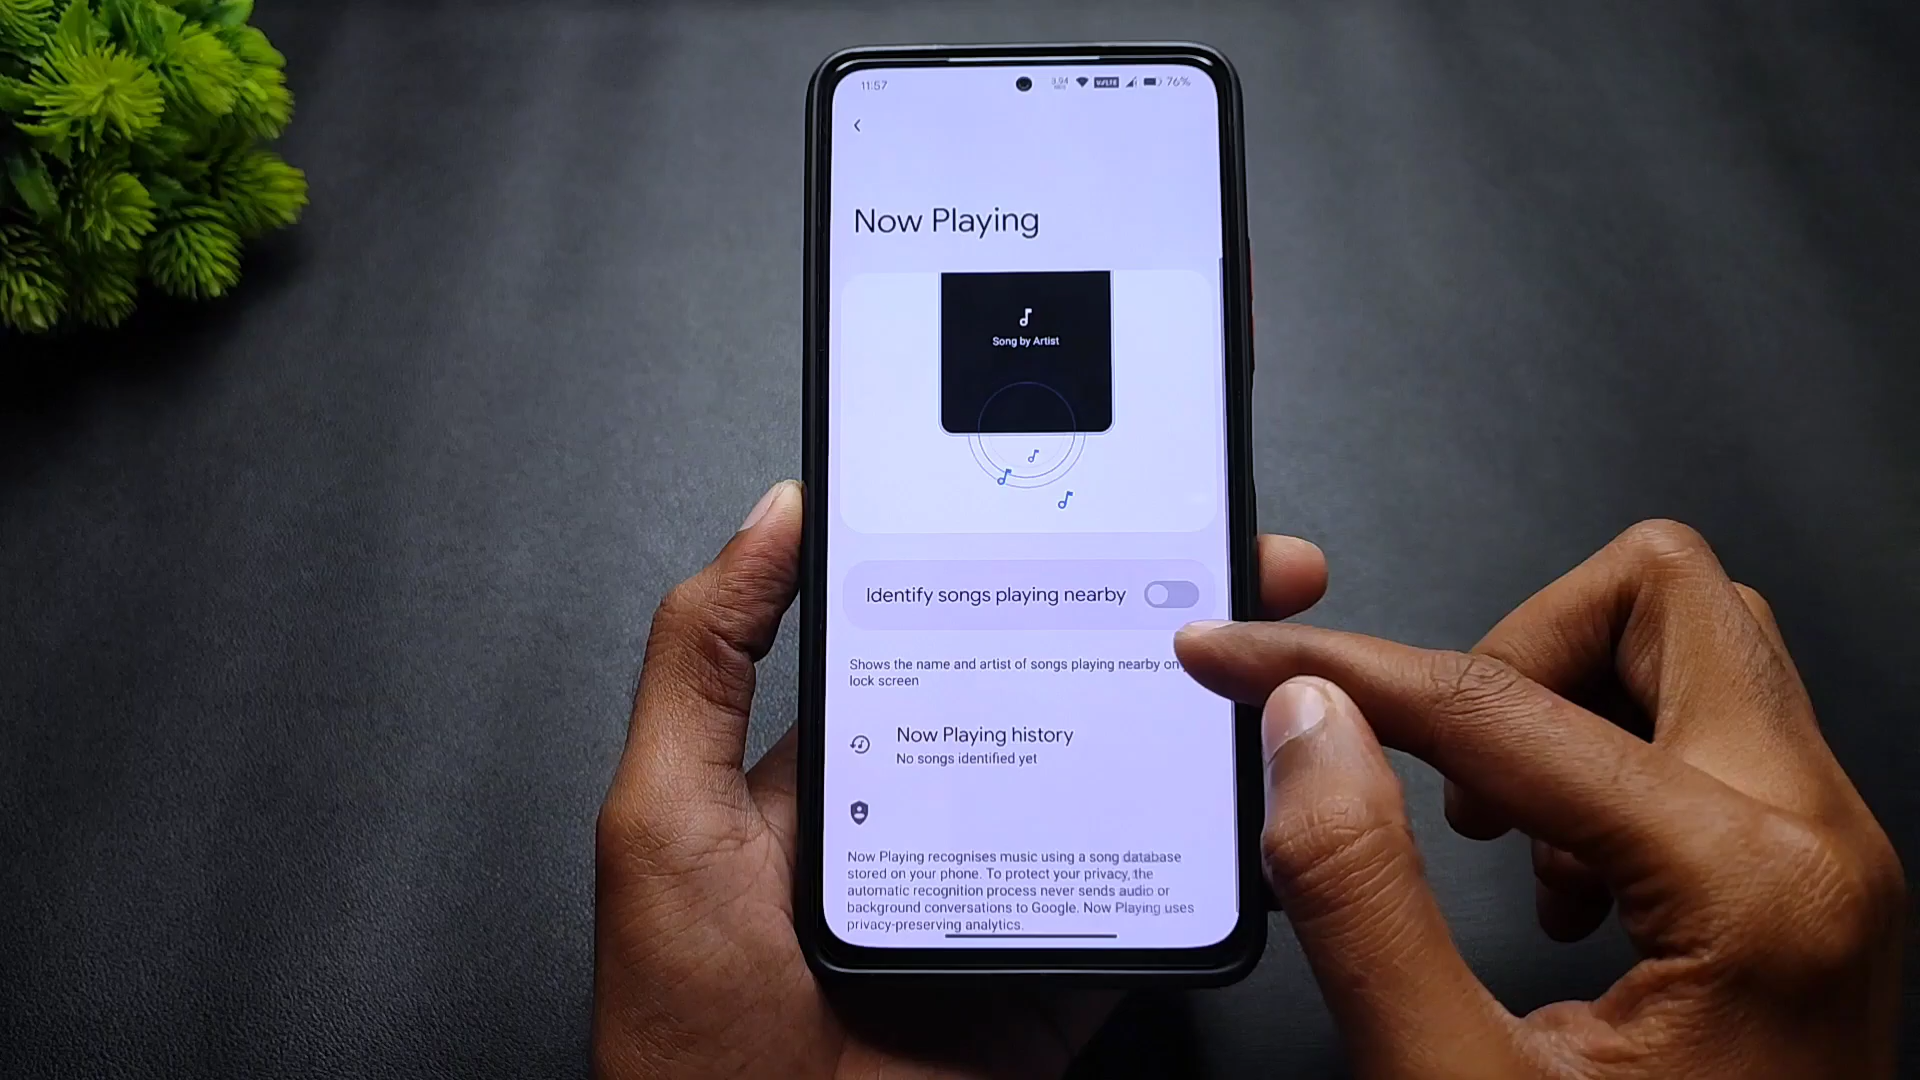 11:57
VoLTE
76%
Now Playing
Song by Artist
Identify songs playing nearby
Shows the name and artist of songs playing nearby on
lock screen
Now Playing history
No songs identified yet
Now Playing recognises music using a song database
stored on your phone. To protect your privacy, the
automatic recognition process never sends audio or
background conversations to Google. Now Playing uses
privacy-preserving analytics.